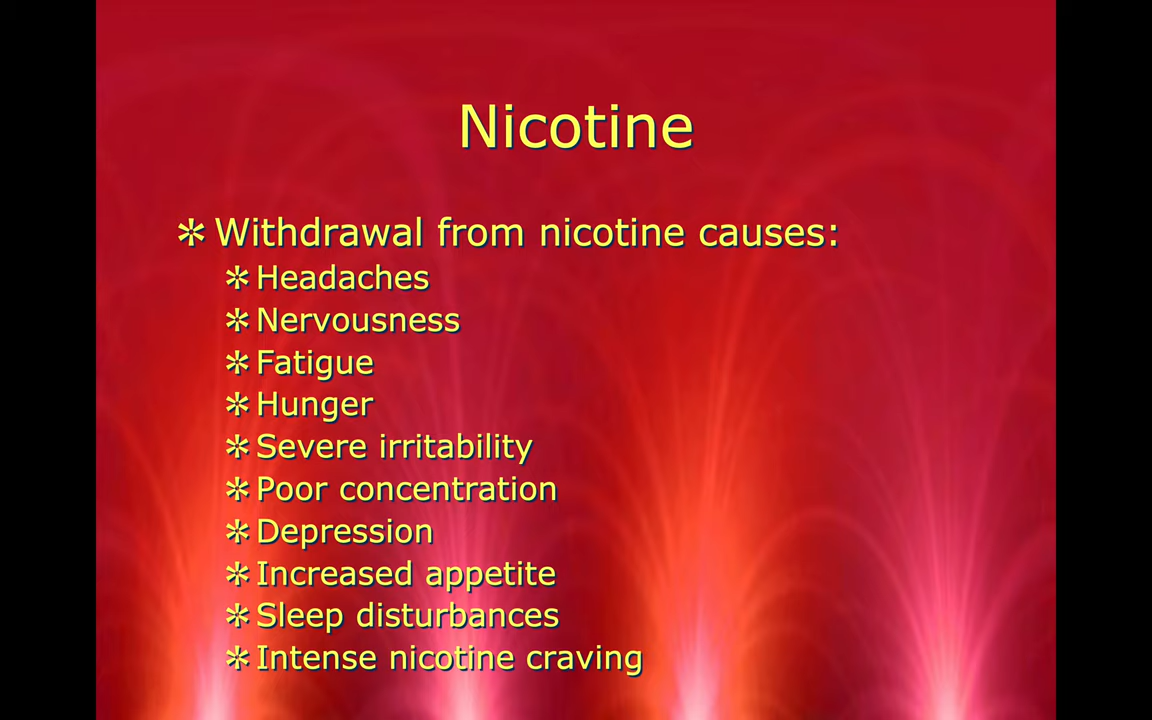 Nicotine
✲ Withdrawal from nicotine causes:
✲ Headaches
✲ Nervousness
✲ Fatigue
✲ Hunger
✲ Severe irritability
✲ Poor concentration
✲ Depression
✲ Increased appetite
✲ Sleep disturbances
✲ Intense nicotine craving